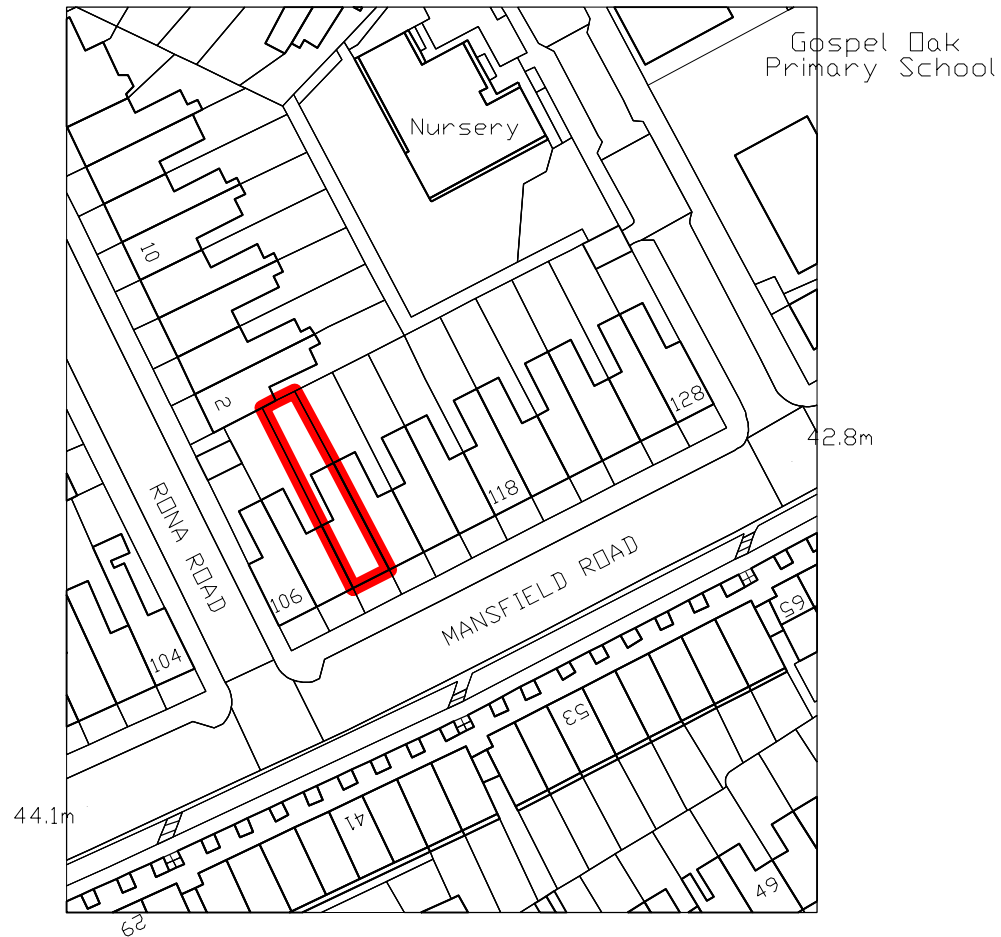 Gospel Oak
Primary School
Nursery
10
2
128
42.8m
118
RONA ROAD
MANSFIELD ROAD
106
65
104
53
44.1m
41
49
29